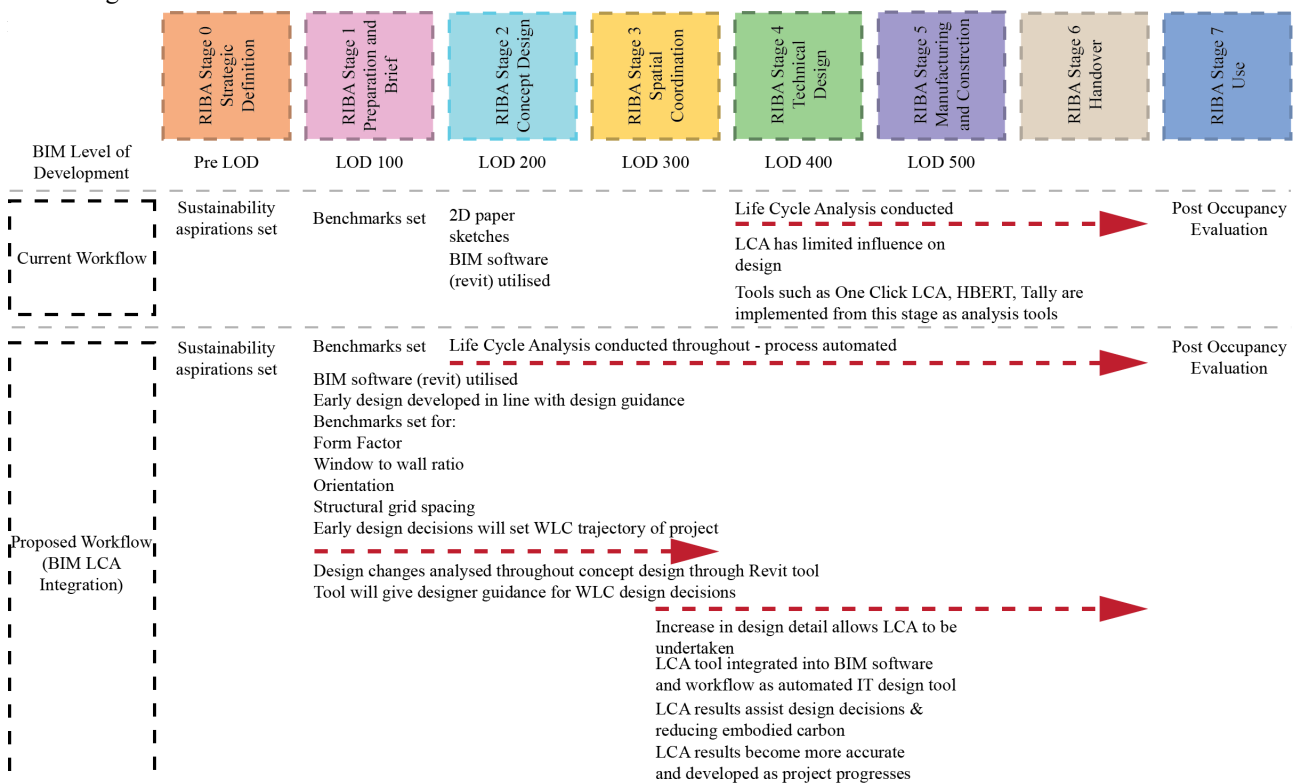 RIBA Stage 0
Strategic
Definition
RIBA Stage 1
Preparation and
Brief
RIBA Stage 2
Concept Design
RIBA Stage 3
Spatial
Coordination
RIBA Stage 4
Technical
Design
RIBA Stage 5
Manufacturing
and Constrction
RIBA Stage 6
Handover
RIBA Stage 7
Use
BIM Level of
Development
Pre LOD
LOD 100
LOD 200
LOD 300
LOD 400
LOD 500
Current Workflow
Sustainability
aspirations set
Benchmarks set
2D paper
sketches
BIM software
(revit) utilised
Life Cycle Analysis conducted
LCA has limited influence on
design
Tools such as One Click LCA, HBERT, Tally are
implemented from this stage as analysis tools
Post Occupancy
Evaluation
Proposed Workflow
(BIM LCA
Integration)
Sustainability
aspirations set
Benchmarks set
Life Cycle Analysis conducted throughout - process automated
Post Occupancy
Evaluation
BIM software (revit) utilised
Early design developed in line with design guidance
Benchmarks set for:
Form Factor
Window to wall ratio
Orientation
Structural grid spacing
Early design decisions will set WLC trajectory of project
Design changes analysed throughout concept design through Revit tool
Tool will give designer guidance for WLC design decisions
Increase in design detail allows LCA to be
undertaken
LCA tool integrated into BIM software
and workflow as automated IT design tool
LCA results assist design decisions &
reducing embodied carbon
LCA results become more accurate
and developed as project progresses